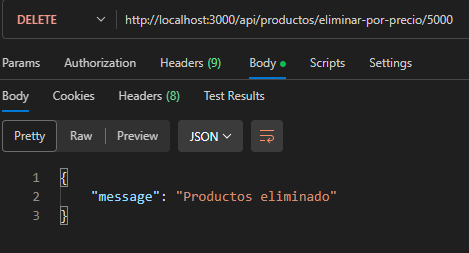 DELETE http://localhost:3000/api/productos/eliminar-por-precio/5000
Params Authorization Headers (9) Body Scripts Settings
Body Cookies Headers (8) Test Results
Pretty Raw Preview JSON
1 {
2 "message": "Productos eliminado"
3 }